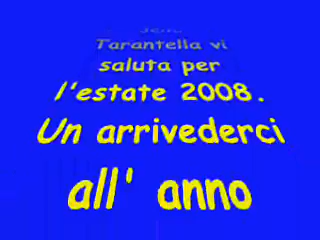 Tarantella vi
saluta per
l'estate 2008.
Un arrivederci
all' anno